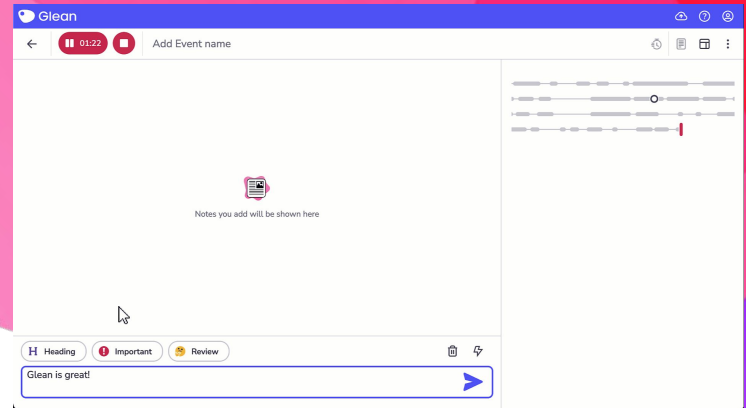 Glean
01:22
Add Event name
Notes you add will be shown here
H Heading
Important
Review
Glean is great!